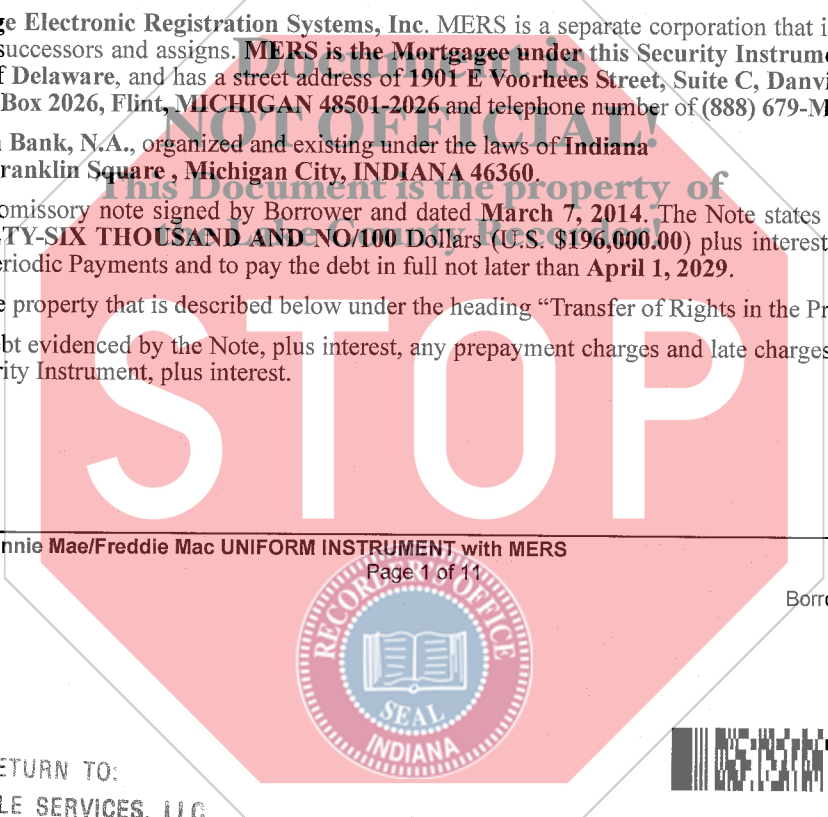 ge Electronic Registration Systems, Inc. MERS is a separate corporation that i
successors and assigns. MERS is the Mortgagee under this Security Instrume
f Delaware, and has a street address of 1901 E Voorhees Street, Suite C, Danvi
Box 2026, Flint, MICHIGAN 48501-2026 and telephone number of (888) 679-M
Bank, N.A., organized and existing under the laws of Indiana
ranklin Square , Michigan City, INDIANA 46360.
omissory note signed by Borrower and dated March 7, 2014. The Note states
TY-SIX THOUSAND AND NO/100 Dollars (U.S. $196,000.00) plus interest
eriodic Payments and to pay the debt in full not later than April 1, 2029.
e property that is described below under the heading “Transfer of Rights in the Pr
bt evidenced by the Note, plus interest, any prepayment charges and late charges
rity Instrument, plus interest.
Document is
NOT OFFICIAL!
This Document is the property of
the Lake County Recorder!
STOP
nnie Mae/Freddie Mac UNIFORM INSTRUMENT with MERS
Page 1 of 11
Borro
RECORDER'S OFFICE
SEAL
INDIANA
ETURN TO:
LE SERVICES, LLC